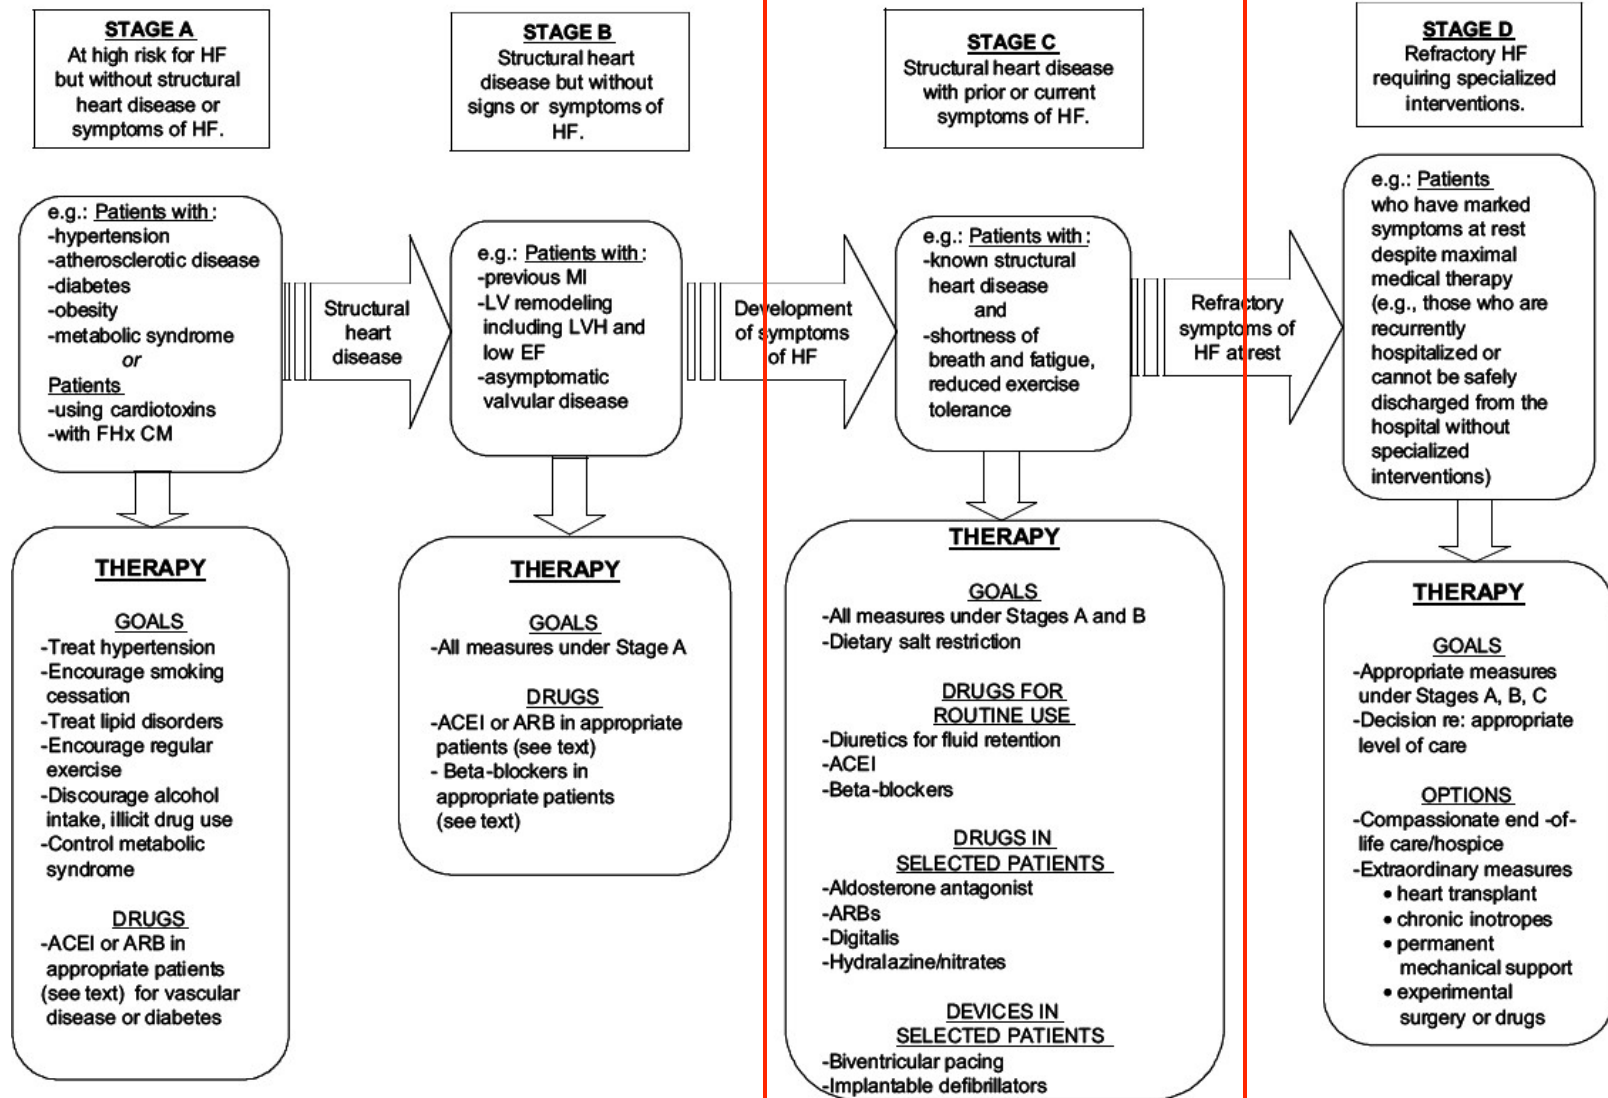 STAGE A
At high risk for HF
but without structural
heart disease or
symptoms of HF.
e.g.: Patients with:
-hypertension
-atherosclerotic disease
-diabetes
-obesity
-metabolic syndrome
or
Patients
-using cardiotoxins
-with FHx CM
THERAPY
GOALS
-Treat hypertension
-Encourage smoking
cessation
-Treat lipid disorders
-Encourage regular
exercise
-Discourage alcohol
intake, illicit drug use
-Control metabolic
syndrome
DRUGS
-ACEI or ARB in
appropriate patients
(see text) for vascular
disease or diabetes
Structural
heart
disease
STAGE B
Structural heart
disease but without
signs or symptoms of
HF.
e.g.: Patients with:
-previous MI
-LV remodeling
including LVH and
low EF
-asymptomatic
valvular disease
THERAPY
GOALS
-All measures under Stage A
DRUGS
-ACEI or ARB in appropriate
patients (see text)
- Beta-blockers in
appropriate patients
(see text)
Development
of symptoms
of HF
STAGE C
Structural heart disease
with prior or current
symptoms of HF.
e.g.: Patients with:
-known structural
heart disease
and
-shortness of
breath and fatigue,
reduced exercise
tolerance
THERAPY
GOALS
-All measures under Stages A and B
-Dietary salt restriction
DRUGS FOR
ROUTINE USE
-Diuretics for fluid retention
-ACEI
-Beta-blockers
DRUGS IN
SELECTED PATIENTS
-Aldosterone antagonist
-ARBs
-Digitalis
-Hydralazine/nitrates
DEVICES IN
SELECTED PATIENTS
-Biventricular pacing
-Implantable defibrillators
Refractory
symptoms of
HF at rest
STAGE D
Refractory HF
requiring specialized
interventions.
e.g.: Patients
who have marked
symptoms at rest
despite maximal
medical therapy
(e.g., those who are
recurrently
hospitalized or
cannot be safely
discharged from the
hospital without
specialized
interventions)
THERAPY
GOALS
-Appropriate measures
under Stages A, B, C
-Decision re: appropriate
level of care
OPTIONS
-Compassionate end -of-
life care/hospice
-Extraordinary measures
• heart transplant
• chronic inotropes
• permanent
mechanical support
• experimental
surgery or drugs